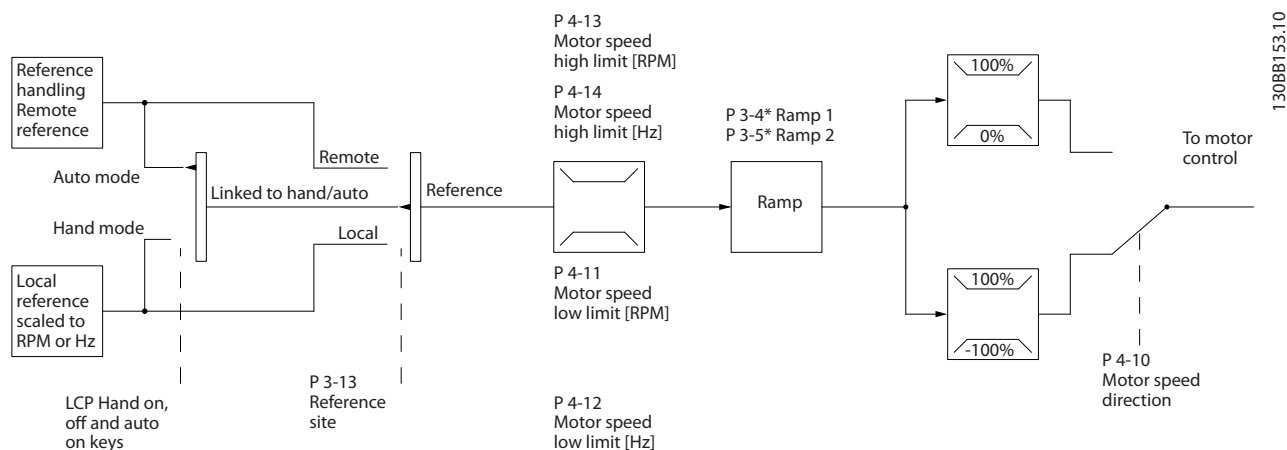 P 4-13
Motor speed
high limit [RPM]
P 4-14
Motor speed
high limit [Hz]
130BB153.10
Reference
handling
Remote
reference
Auto mode
Hand mode
Linked to hand/auto
Local
reference
scaled to
RPM or Hz
LCP Hand on,
off and auto
on keys
Remote
Local
P 3-13
Reference
site
Reference
P 4-11
Motor speed
low limit [RPM]
P 4-12
Motor speed
low limit [Hz]
P 3-4* Ramp 1
P 3-5* Ramp 2
Ramp
100%
0%
100%
-100%
To motor
control
P 4-10
Motor speed
direction